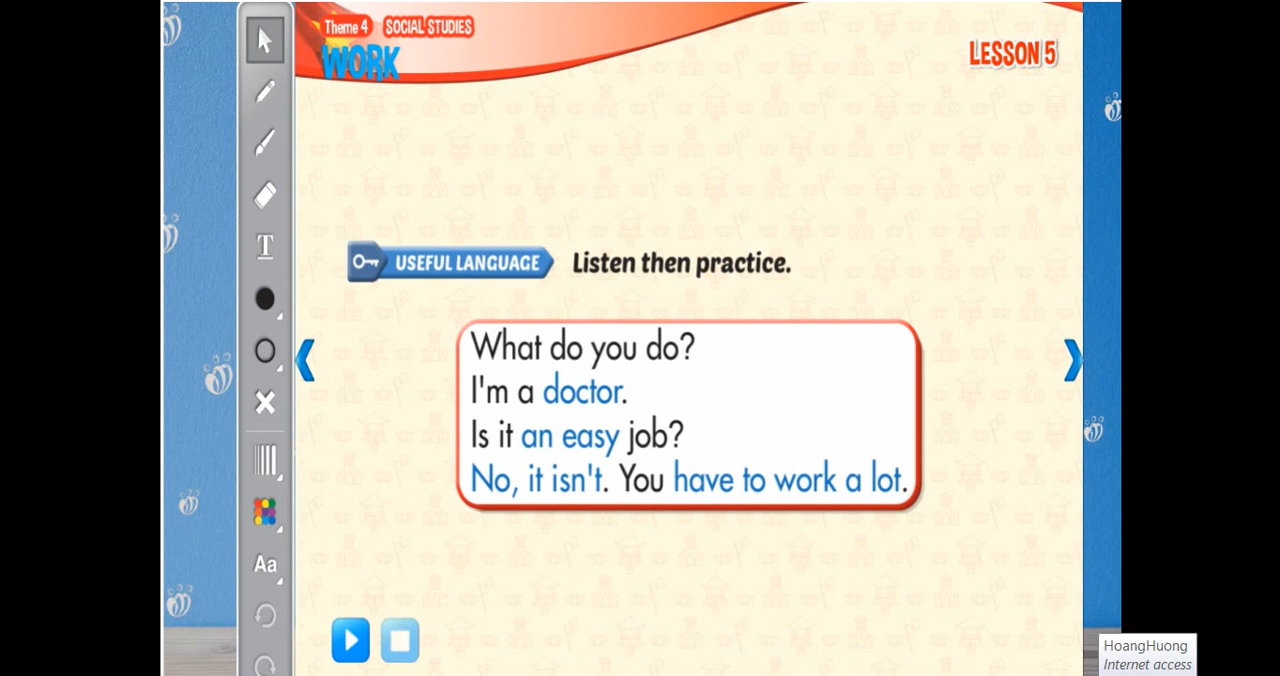 Theme 4 SOCIAL STUDIES
WORK
LESSON 5
USEFUL LANGUAGE Listen then practice.
What do you do?
I'm a doctor.
Is it an easy job?
No, it isn't. You have to work a lot.
T
Aa
HoangHuong
Internet access